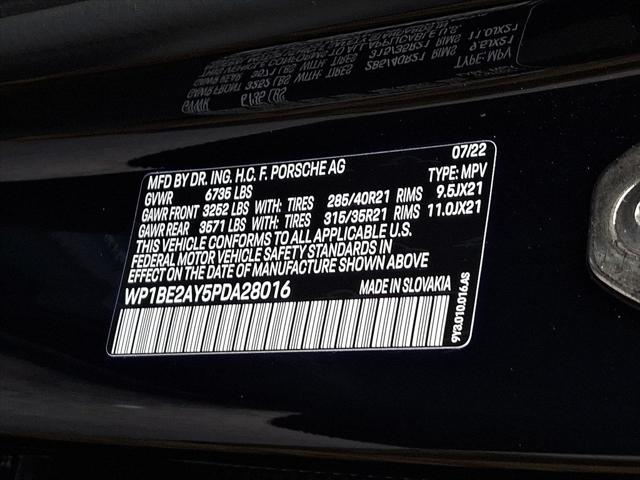 MFD BY DR. ING. H.C. F. PORSCHE AG 07/22
GVWR 6735 LBS TYPE: MPV
GAWR FRONT 3252 LBS WITH: TIRES 285/40R21 RIMS 9.5JX21
GAWR REAR 3571 LBS WITH: TIRES 315/35R21 RIMS 11.0JX21
THIS VEHICLE CONFORMS TO ALL APPLICABLE U.S.
FEDERAL MOTOR VEHICLE SAFETY STANDARDS IN
EFFECT ON THE DATE OF MANUFACTURE SHOWN ABOVE
WP1BE2AY5PDA28016 MADE IN SLOVAKIA
9Y3.010.016.AS